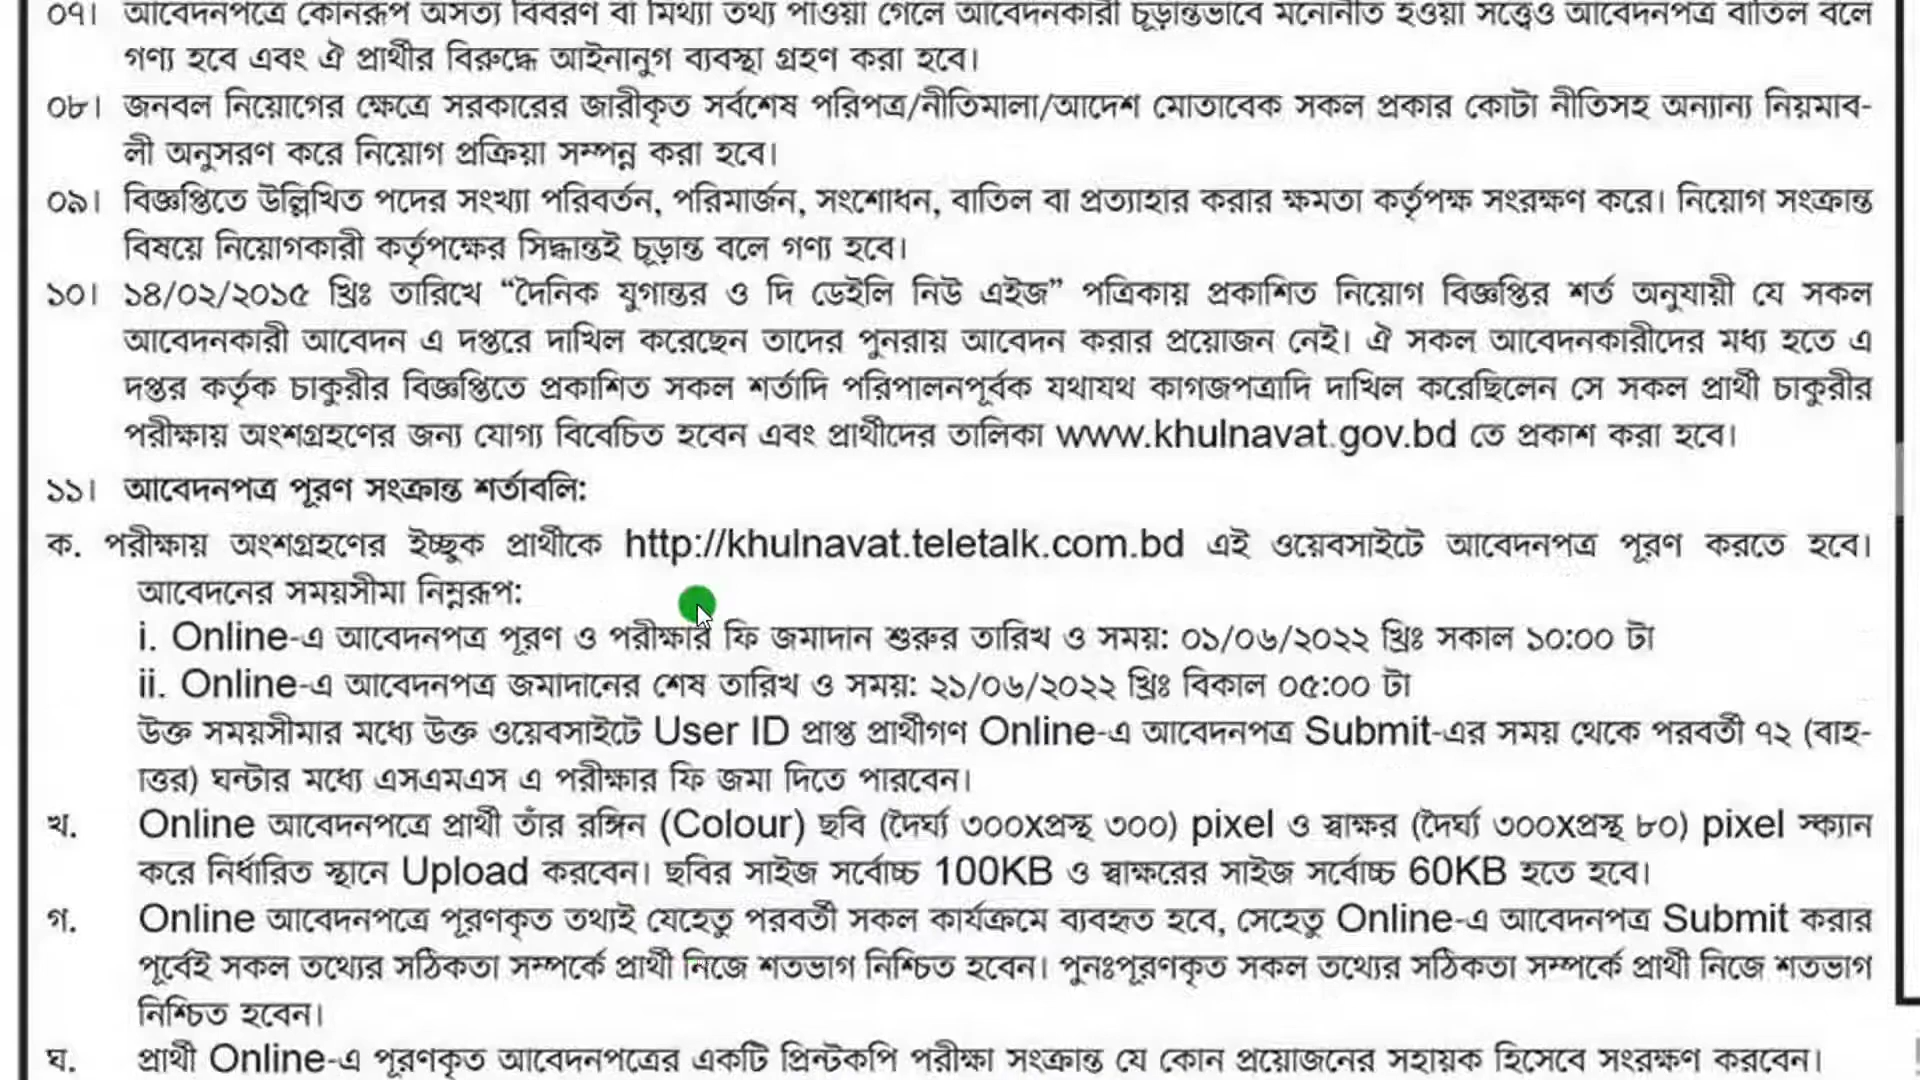 ০৭। আবেদনপত্রে কোনরূপ অসত্য বিবরণ বা মিথ্যা তথ্য পাওয়া গেলে আবেদনকারী চূড়ান্তভাবে মনোনীত হওয়া সত্ত্বেও আবেদনপত্র বাতিল বলে
গণ্য হবে এবং ঐ প্রার্থীর বিরুদ্ধে আইনানুগ ব্যবস্থা গ্রহণ করা হবে।
০৮। জনবল নিয়োগের ক্ষেত্রে সরকারের জারীকৃত সর্বশেষ পরিপত্র/নীতিমালা/আদেশ মোতাবেক সকল প্রকার কোটা নীতিসহ অন্যান্য নিয়মাব-
লী অনুসরণ করে নিয়োগ প্রক্রিয়া সম্পন্ন করা হবে।
০৯। বিজ্ঞপ্তিতে উল্লিখিত পদের সংখ্যা পরিবর্তন, পরিমার্জন, সংশোধন, বাতিল বা প্রত্যাহার করার ক্ষমতা কর্তৃপক্ষ সংরক্ষণ করে। নিয়োগ সংক্রান্ত
বিষয়ে নিয়োগকারী কর্তৃপক্ষের সিদ্ধান্তই চূড়ান্ত বলে গণ্য হবে।
১০। ১৪/০২/২০১৫ খ্রিঃ তারিখে “দৈনিক যুগান্তর ও দি ডেইলি নিউ এইজ” পত্রিকায় প্রকাশিত নিয়োগ বিজ্ঞপ্তির শর্ত অনুযায়ী যে সকল
আবেদনকারী আবেদন এ দপ্তরে দাখিল করেছেন তাদের পুনরায় আবেদন করার প্রয়োজন নেই। ঐ সকল আবেদনকারীদের মধ্য হতে এ
দপ্তর কর্তৃক চাকুরীর বিজ্ঞপ্তিতে প্রকাশিত সকল শর্তাদি পরিপালনপূর্বক যথাযথ কাগজপত্রাদি দাখিল করেছিলেন সে সকল প্রার্থী চাকুরীর
পরীক্ষায় অংশগ্রহণের জন্য যোগ্য বিবেচিত হবেন এবং প্রার্থীদের তালিকা www.khulnavat.gov.bd তে প্রকাশ করা হবে।
১১। আবেদনপত্র পূরণ সংক্রান্ত শর্তাবলি:
ক. পরীক্ষায় অংশগ্রহণের ইচ্ছুক প্রার্থীকে http://khulnavat.teletalk.com.bd এই ওয়েবসাইটে আবেদনপত্র পূরণ করতে হবে।
আবেদনের সময়সীমা নিম্নরূপ:
i. Online-এ আবেদনপত্র পূরণ ও পরীক্ষার ফি জমাদান শুরুর তারিখ ও সময়: ০১/০৬/২০২২ খ্রিঃ সকাল ১০:০০ টা
ii. Online-এ আবেদনপত্র জমাদানের শেষ তারিখ ও সময়: ২১/০৬/২০২২ খ্রিঃ বিকাল ০৫:০০ টা
উক্ত সময়সীমার মধ্যে উক্ত ওয়েবসাইটে User ID প্রাপ্ত প্রার্থীগণ Online-এ আবেদনপত্র Submit-এর সময় থেকে পরবর্তী ৭২ (বাহ-
াত্তর) ঘন্টার মধ্যে এসএমএস এ পরীক্ষার ফি জমা দিতে পারবেন।
খ. Online আবেদনপত্রে প্রার্থী তাঁর রঙ্গিন (Colour) ছবি (দৈর্ঘ্য ৩০০Xপ্রস্থ ৩০০) pixel ও স্বাক্ষর (দৈর্ঘ্য ৩০০Xপ্রস্থ ৮০) pixel স্ক্যান
করে নির্ধারিত স্থানে Upload করবেন। ছবির সাইজ সর্বোচ্চ 100KB ও স্বাক্ষরের সাইজ সর্বোচ্চ 60KB হতে হবে।
গ. Online আবেদনপত্রে পূরণকৃত তথ্যই যেহেতু পরবর্তী সকল কার্যক্রমে ব্যবহৃত হবে, সেহেতু Online-এ আবেদনপত্র Submit করার
পূর্বেই সকল তথ্যের সঠিকতা সম্পর্কে প্রার্থী নিজে শতভাগ নিশ্চিত হবেন। পুনঃপূরণকৃত সকল তথ্যের সঠিকতা সম্পর্কে প্রার্থী নিজে শতভাগ
নিশ্চিত হবেন।
ঘ. প্রার্থী Online-এ পূরণকৃত আবেদনপত্রের একটি প্রিন্টকপি পরীক্ষা সংক্রান্ত যে কোন প্রয়োজনের সহায়ক হিসেবে সংরক্ষণ করবেন।